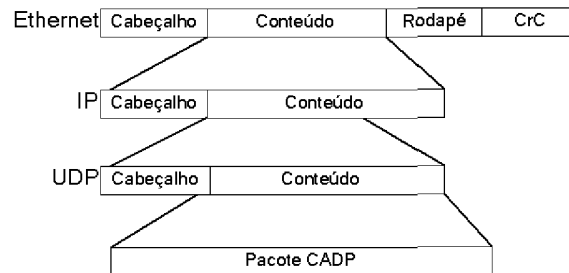 Ethernet Cabeçalho Conteúdo Rodapé CrC
IP Cabeçalho Conteúdo
UDP Cabeçalho Conteúdo
Pacote CADP